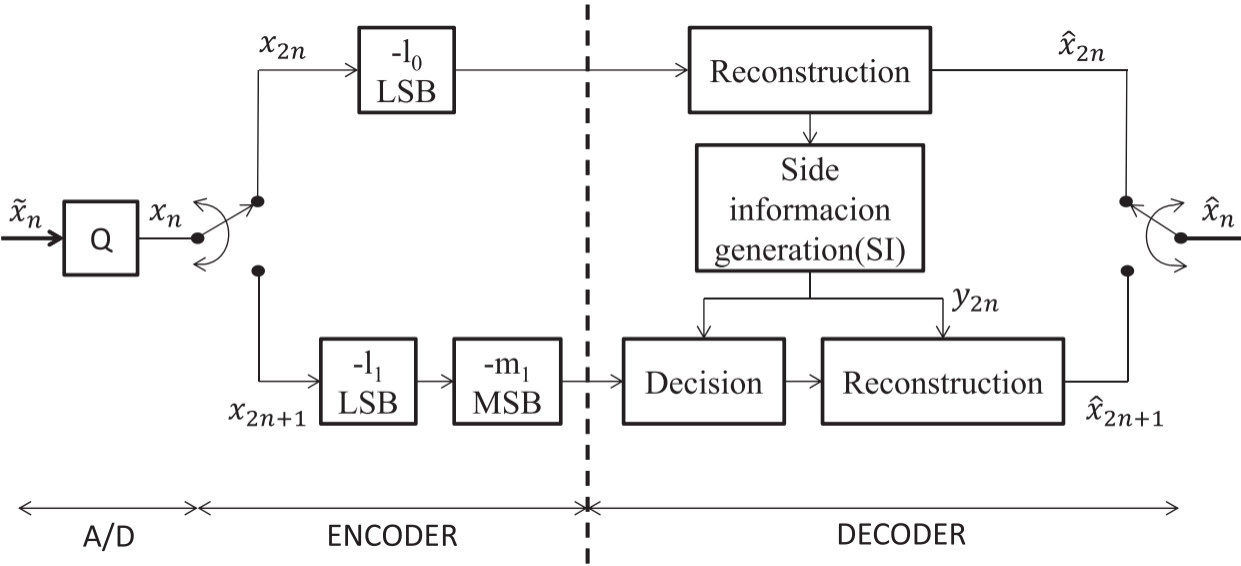 x₂ₙ
-l₀
LSB
Reconstruction
x̂₂ₙ
Side
informacion
generation(SI)
x̃ₙ
Q
xₙ
x̂ₙ
y₂ₙ
-l₁
LSB
-m₁
MSB
Decision
Reconstruction
x₂ₙ₊₁
x̂₂ₙ₊₁
A/D
ENCODER
DECODER